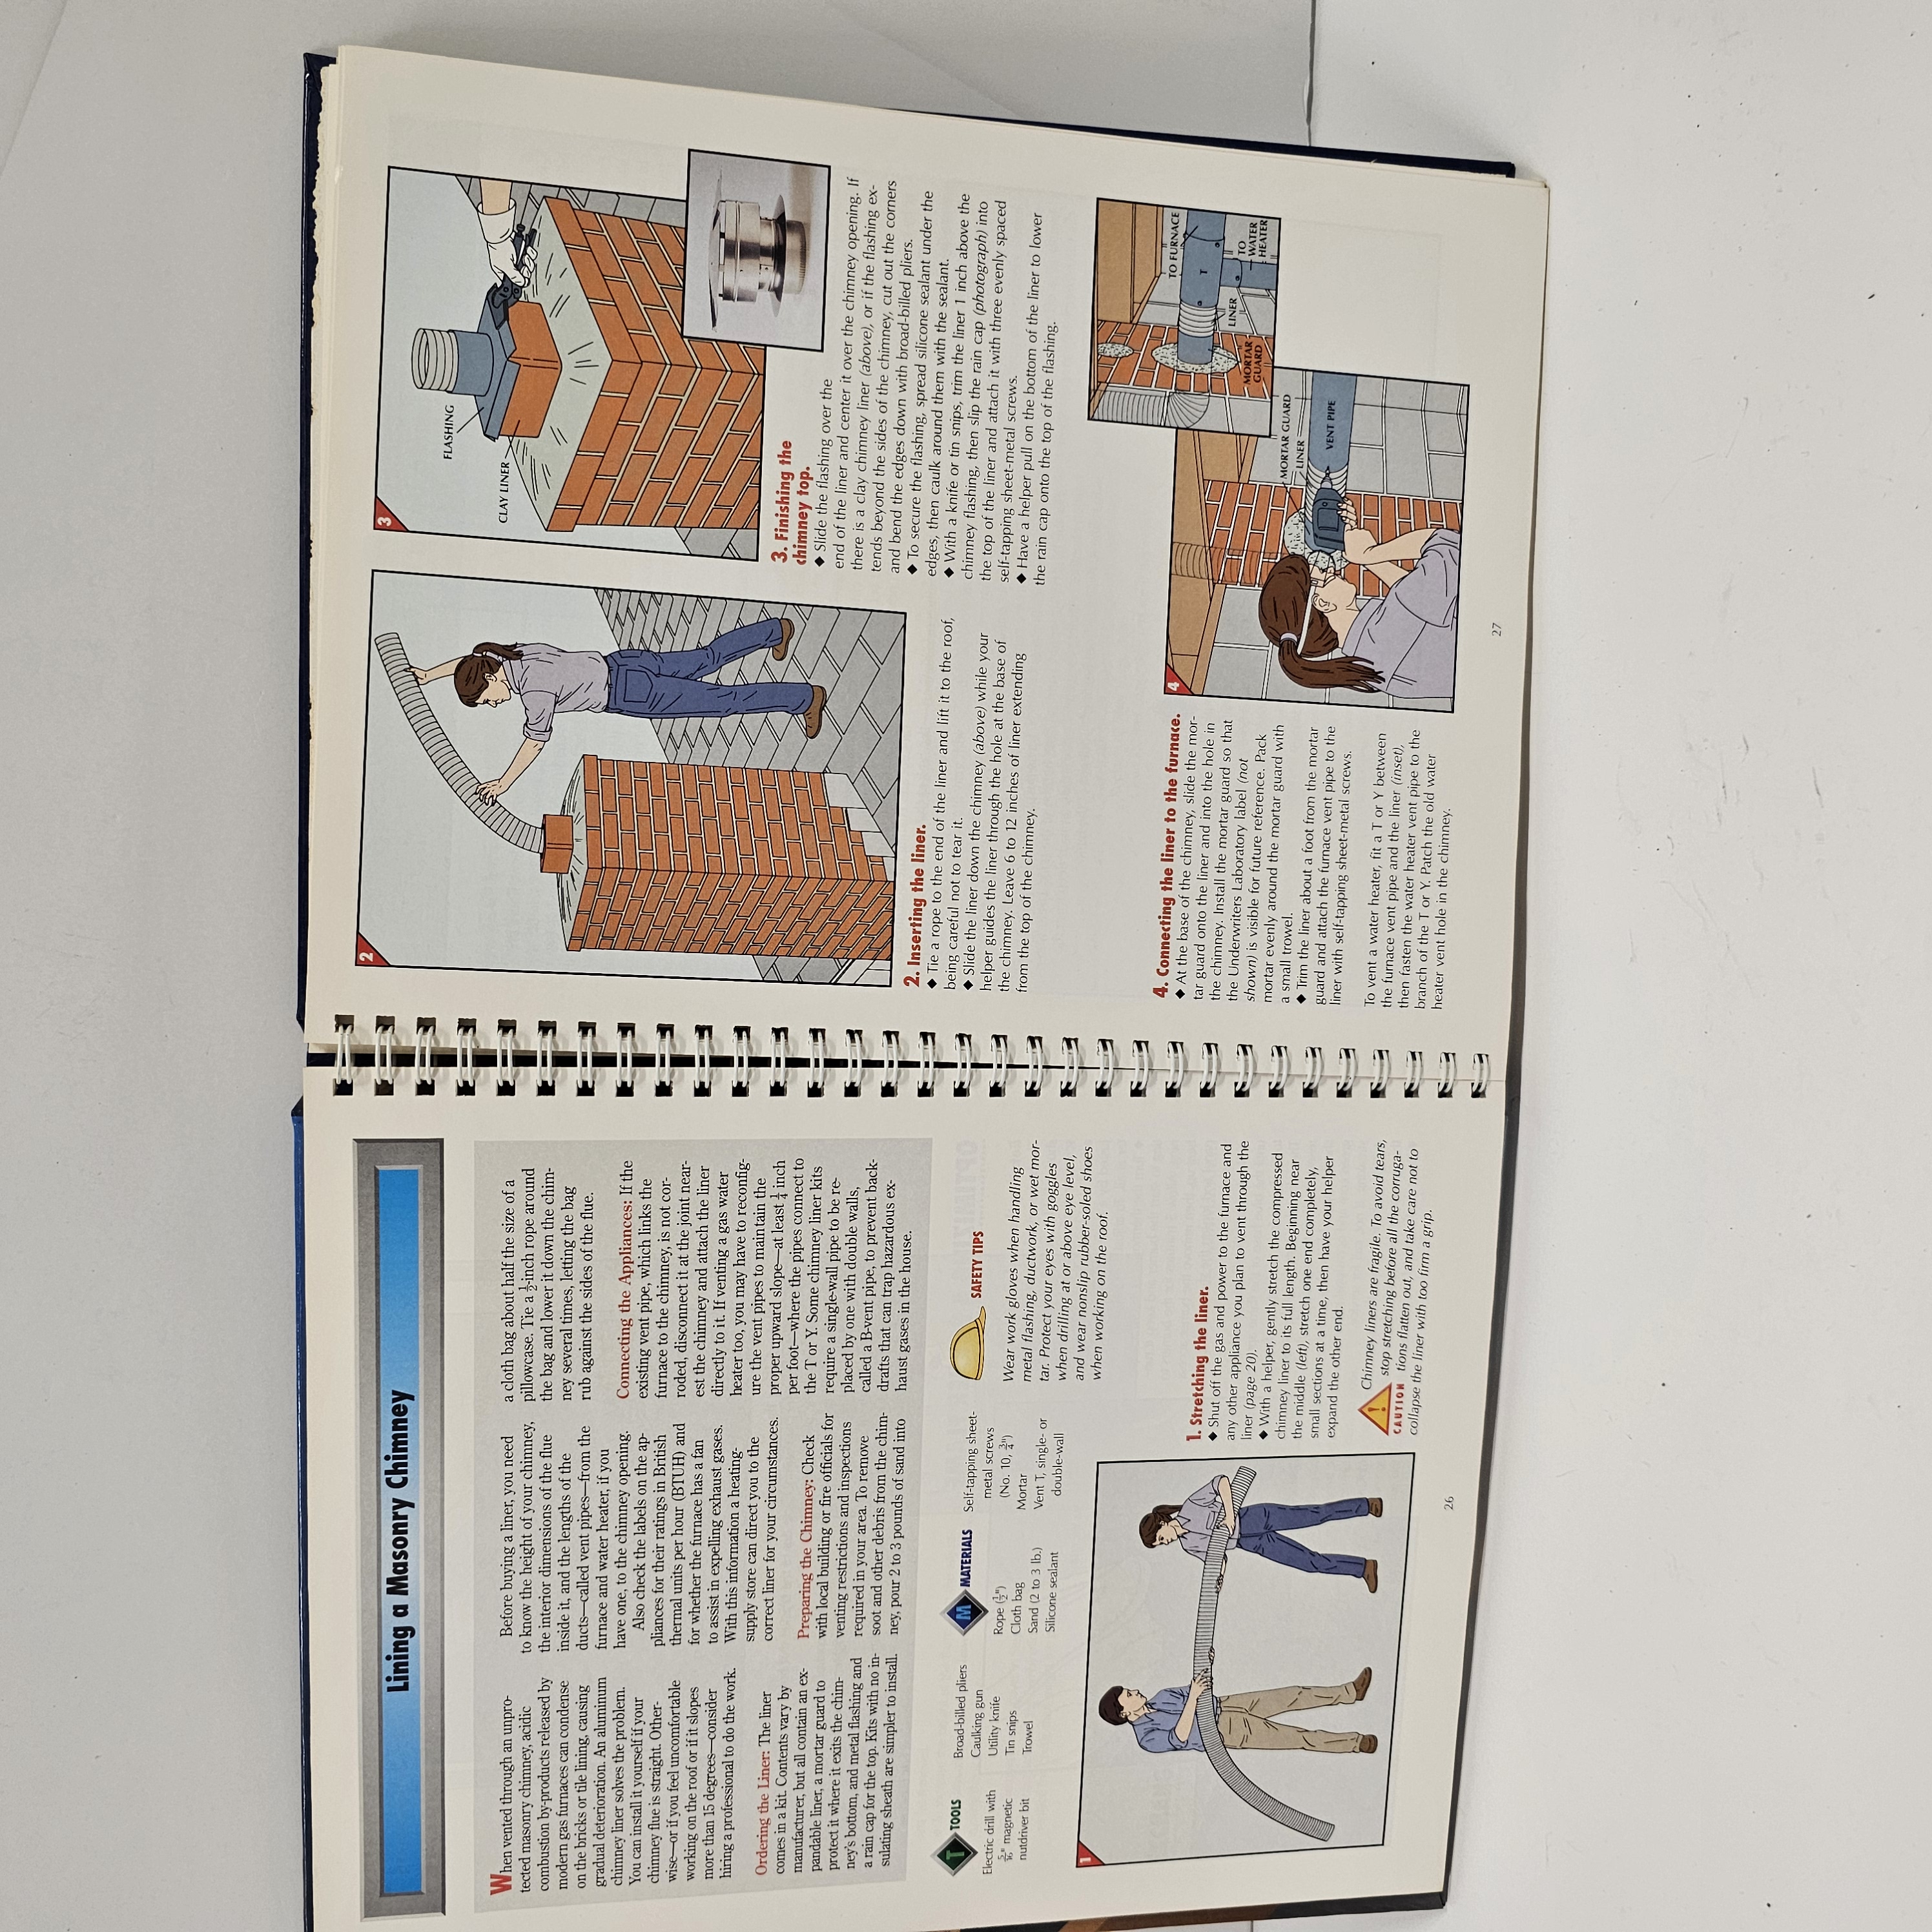 Lining a Masonry Chimney
When vented through an unpro-
tected masonry chimney, acidic
combustion by-products released by
modern gas furnaces can condense
on the bricks or tile lining, causing
gradual deterioration. An aluminum
chimney liner solves the problem.
You can install it yourself if your
chimney flue is straight. Other-
wise—or if you feel uncomfortable
working on the roof or if it slopes
more than 15 degrees—consider
hiring a professional to do the work.
Ordering the Liner: The liner
comes in a kit. Contents vary by
manufacturer, but all contain an ex-
pandable liner, a mortar guard to
protect it where it exits the chim-
ney's bottom, and metal flashing and
a rain cap for the top. Kits with no in-
sulating sheath are simpler to install.
Before buying a liner, you need
to know the height of your chimney,
the interior dimensions of the flue
inside it, and the lengths of the
ducts—called vent pipes—from the
furnace and water heater, if you
have one, to the chimney opening.
Also check the labels on the ap-
pliances for their ratings in British
thermal units per hour (BTUH) and
for whether the furnace has a fan
to assist in expelling exhaust gases.
With this information a heating-
supply store can direct you to the
correct liner for your circumstances.
Preparing the Chimney: Check
with local building or fire officials for
venting restrictions and inspections
required in your area. To remove
soot and other debris from the chim-
ney, pour 2 to 3 pounds of sand into
a cloth bag about half the size of a
pillowcase. Tie a ½-inch rope around
the bag and lower it down the chim-
ney several times, letting the bag
rub against the sides of the flue.
Connecting the Appliances: If the
existing vent pipe, which links the
furnace to the chimney, is not cor-
roded, disconnect it at the joint near-
est the chimney and attach the liner
directly to it. If venting a gas water
heater too, you may have to reconfig-
ure the vent pipes to maintain the
proper upward slope—at least ¼ inch
per foot—where the pipes connect to
the T or Y. Some chimney liner kits
require a single-wall pipe to be re-
placed by one with double walls,
called a B-vent pipe, to prevent back-
drafts that can trap hazardous ex-
haust gases in the house.
T TOOLS
Electric drill with
5/16" magnetic
nutdriver bit
Broad-billed pliers
Caulking gun
Utility knife
Tin snips
Trowel
M MATERIALS
Rope (½")
Cloth bag
Sand (2 to 3 lb.)
Silicone sealant
Self-tapping sheet-
metal screws
(No. 10, ¾")
Mortar
Vent T, single- or
double-wall
SAFETY TIPS
Wear work gloves when handling
metal flashing, ductwork, or wet mor-
tar. Protect your eyes with goggles
when drilling at or above eye level,
and wear nonslip rubber-soled shoes
when working on the roof.
1
1. Stretching the liner.
◆ Shut off the gas and power to the furnace and
any other appliance you plan to vent through the
liner (page 20).
◆ With a helper, gently stretch the compressed
chimney liner to its full length. Beginning near
the middle (left), stretch one end completely,
small sections at a time, then have your helper
expand the other end.
! CAUTION
Chimney liners are fragile. To avoid tears,
stop stretching before all the corruga-
tions flatten out, and take care not to
collapse the liner with too firm a grip.
26
2
2. Inserting the liner.
◆ Tie a rope to the end of the liner and lift it to the roof,
being careful not to tear it.
◆ Slide the liner down the chimney (above) while your
helper guides the liner through the hole at the base of
the chimney. Leave 6 to 12 inches of liner extending
from the top of the chimney.
3
FLASHING
CLAY LINER
3. Finishing the
chimney top.
◆ Slide the flashing over the
end of the liner and center it over the chimney opening. If
there is a clay chimney liner (above), or if the flashing ex-
tends beyond the sides of the chimney, cut out the corners
and bend the edges down with broad-billed pliers.
◆ To secure the flashing, spread silicone sealant under the
edges, then caulk around them with the sealant.
◆ With a knife or tin snips, trim the liner 1 inch above the
chimney flashing, then slip the rain cap (photograph) into
the top of the liner and attach it with three evenly spaced
self-tapping sheet-metal screws.
◆ Have a helper pull on the bottom of the liner to lower
the rain cap onto the top of the flashing.
4. Connecting the liner to the furnace.
◆ At the base of the chimney, slide the mor-
tar guard onto the liner and into the hole in
the chimney. Install the mortar guard so that
the Underwriters Laboratory label (not
shown) is visible for future reference. Pack
mortar evenly around the mortar guard with
a small trowel.
◆ Trim the liner about a foot from the mortar
guard and attach the furnace vent pipe to the
liner with self-tapping sheet-metal screws.
To vent a water heater, fit a T or Y between
the furnace vent pipe and the liner (inset),
then fasten the water heater vent pipe to the
branch of the T or Y. Patch the old water
heater vent hole in the chimney.
4
TO FURNACE
T
LINER
MORTAR
GUARD
TO
WATER
HEATER
MORTAR GUARD
LINER
VENT PIPE
27